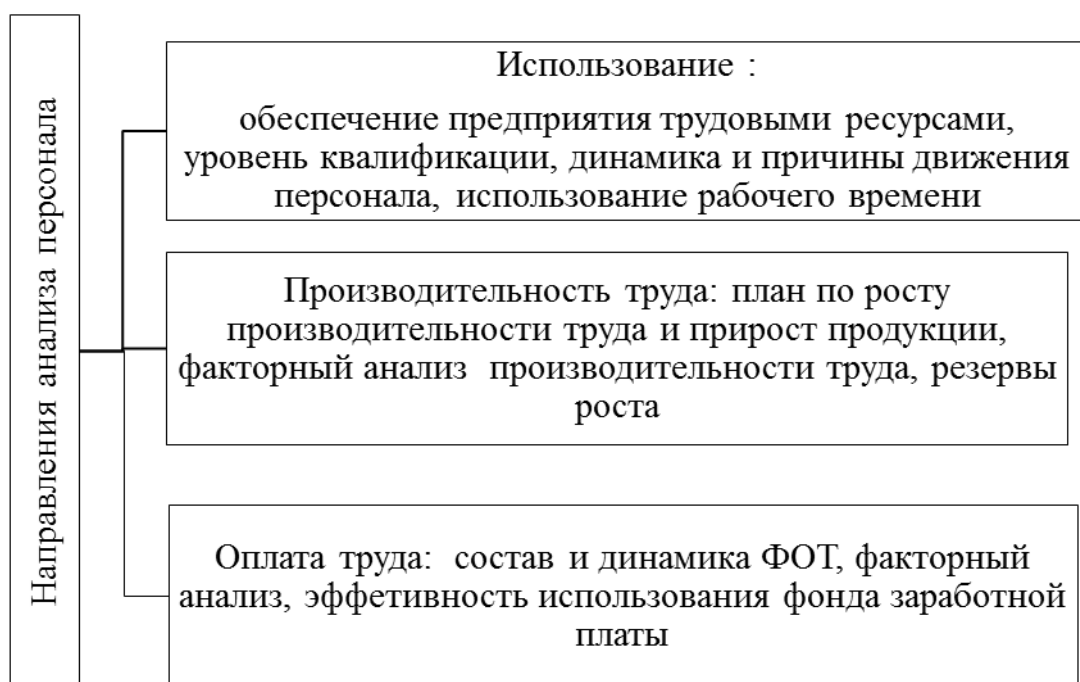 Направления анализа персонала
Использование :
обеспечение предприятия трудовыми ресурсами,
уровень квалификации, динамика и причины движения
персонала, использование рабочего времени
Производительность труда: план по росту
производительности труда и прирост продукции,
факторный анализ производительности труда, резервы
роста
Оплата труда: состав и динамика ФОТ, факторный
анализ, эффетивность использования фонда заработной
платы